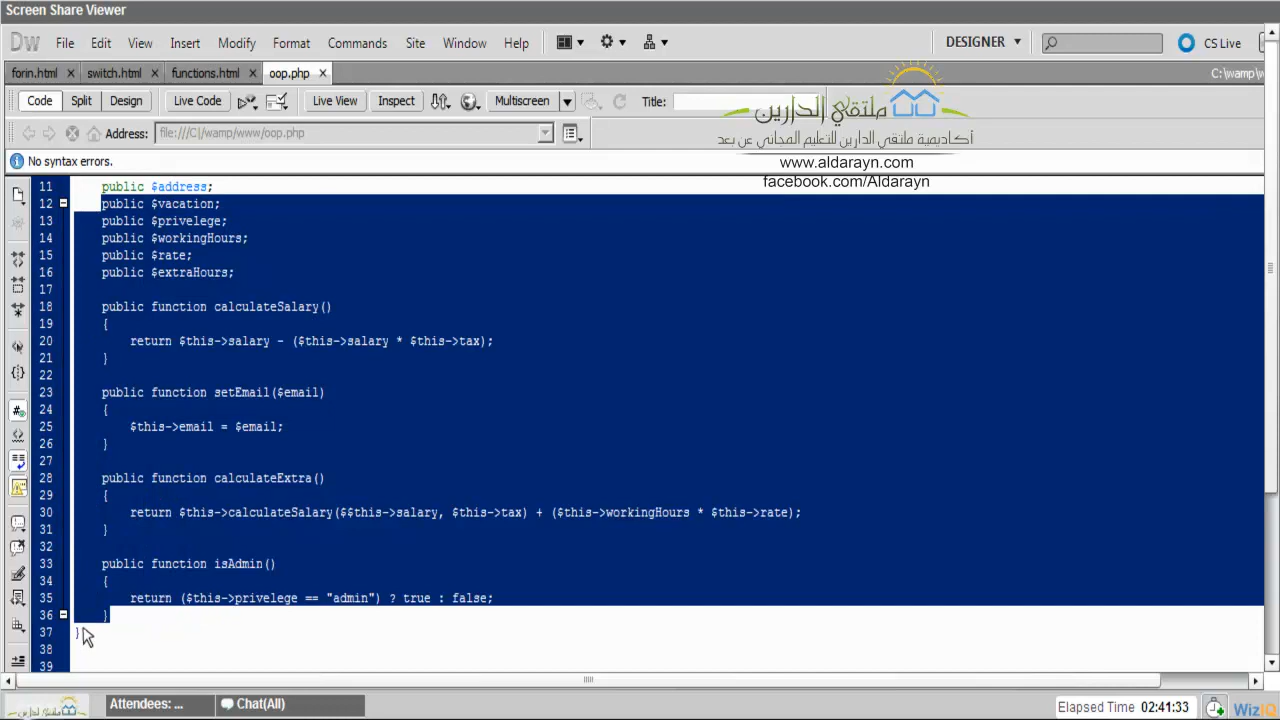 Screen Share Viewer
Dw File Edit View Insert Modify Format Commands Site Window Help DESIGNER CS Live
forin.html × switch.html × functions.html × oop.php × C:\wamp\
Code Split Design Live Code Live View Inspect Multiscreen Title:
ملتقي الدارين
Address: file:///C|/wamp/www/oop.php
أكاديمية ملتقي الدارين للتعليم المجاني عن بعد
No syntax errors.
www.aldarayn.com
facebook.com/Aldarayn
11 public $address;
12 public $vacation;
13 public $privelege;
14 public $workingHours;
15 public $rate;
16 public $extraHours;
17
18 public function calculateSalary()
19 {
20 return $this->salary - ($this->salary * $this->tax);
21 }
22
23 public function setEmail($email)
24 {
25 $this->email = $email;
26 }
27
28 public function calculateExtra()
29 {
30 return $this->calculateSalary($$this->salary, $this->tax) + ($this->workingHours * $this->rate);
31 }
32
33 public function isAdmin()
34 {
35 return ($this->privelege == "admin") ? true : false;
36 }
37 }
38
39
ملتقي الدارين Attendees: ... Chat(All) Elapsed Time 02:41:33 WizIQ